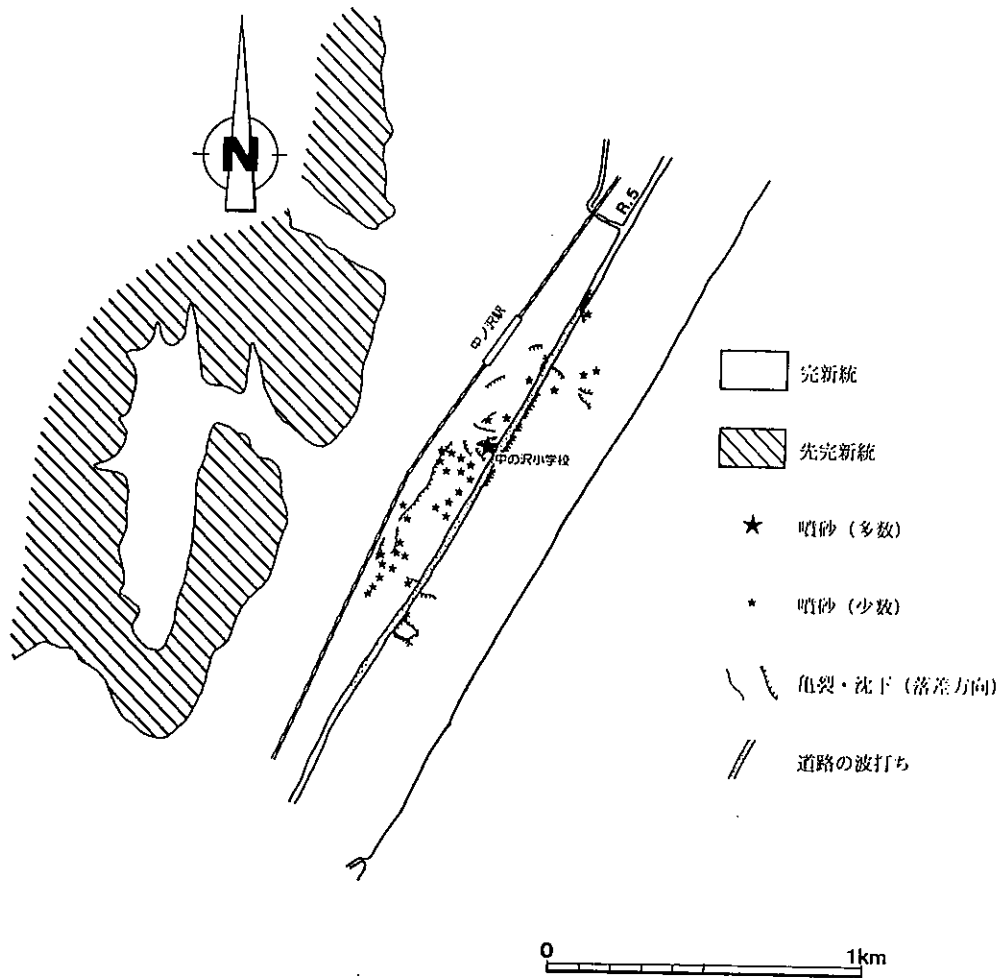 N
R.5
中ノ沢駅
中の沢小学校
完新統
先完新統
噴砂（多数）
噴砂（少数）
亀裂・沈下（落差方向）
道路の波打ち
0
1km